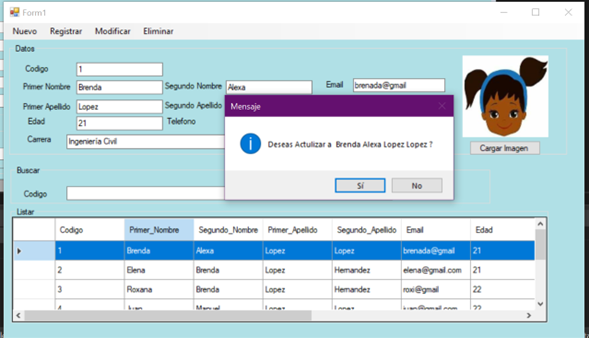 Form1
Nuevo Registrar Modificar Eliminar
Datos
Codigo 1
Primer Nombre Brenda Segundo Nombre Alexa Email brenada@gmail
Primer Apellido Lopez Segundo Apellido
Edad 21 Telefono
Carrera Ingeniería Civil
Cargar Imagen
Mensaje
Deseas Actulizar a Brenda Alexa Lopez Lopez ?
Sí No
Buscar
Codigo
Listar
Codigo Primer_Nombre Segundo_Nombre Primer_Apellido Segundo_Apellido Email Edad
1 Brenda Alexa Lopez Lopez brenada@gmail 21
2 Elena Brenda Lopez Hernandez elena@gmail.com 21
3 Roxana Brenda Lopez Hernandez roxi@gmail 22
4 Juan Manuel Lopez Lopez juan@gmail.com 22